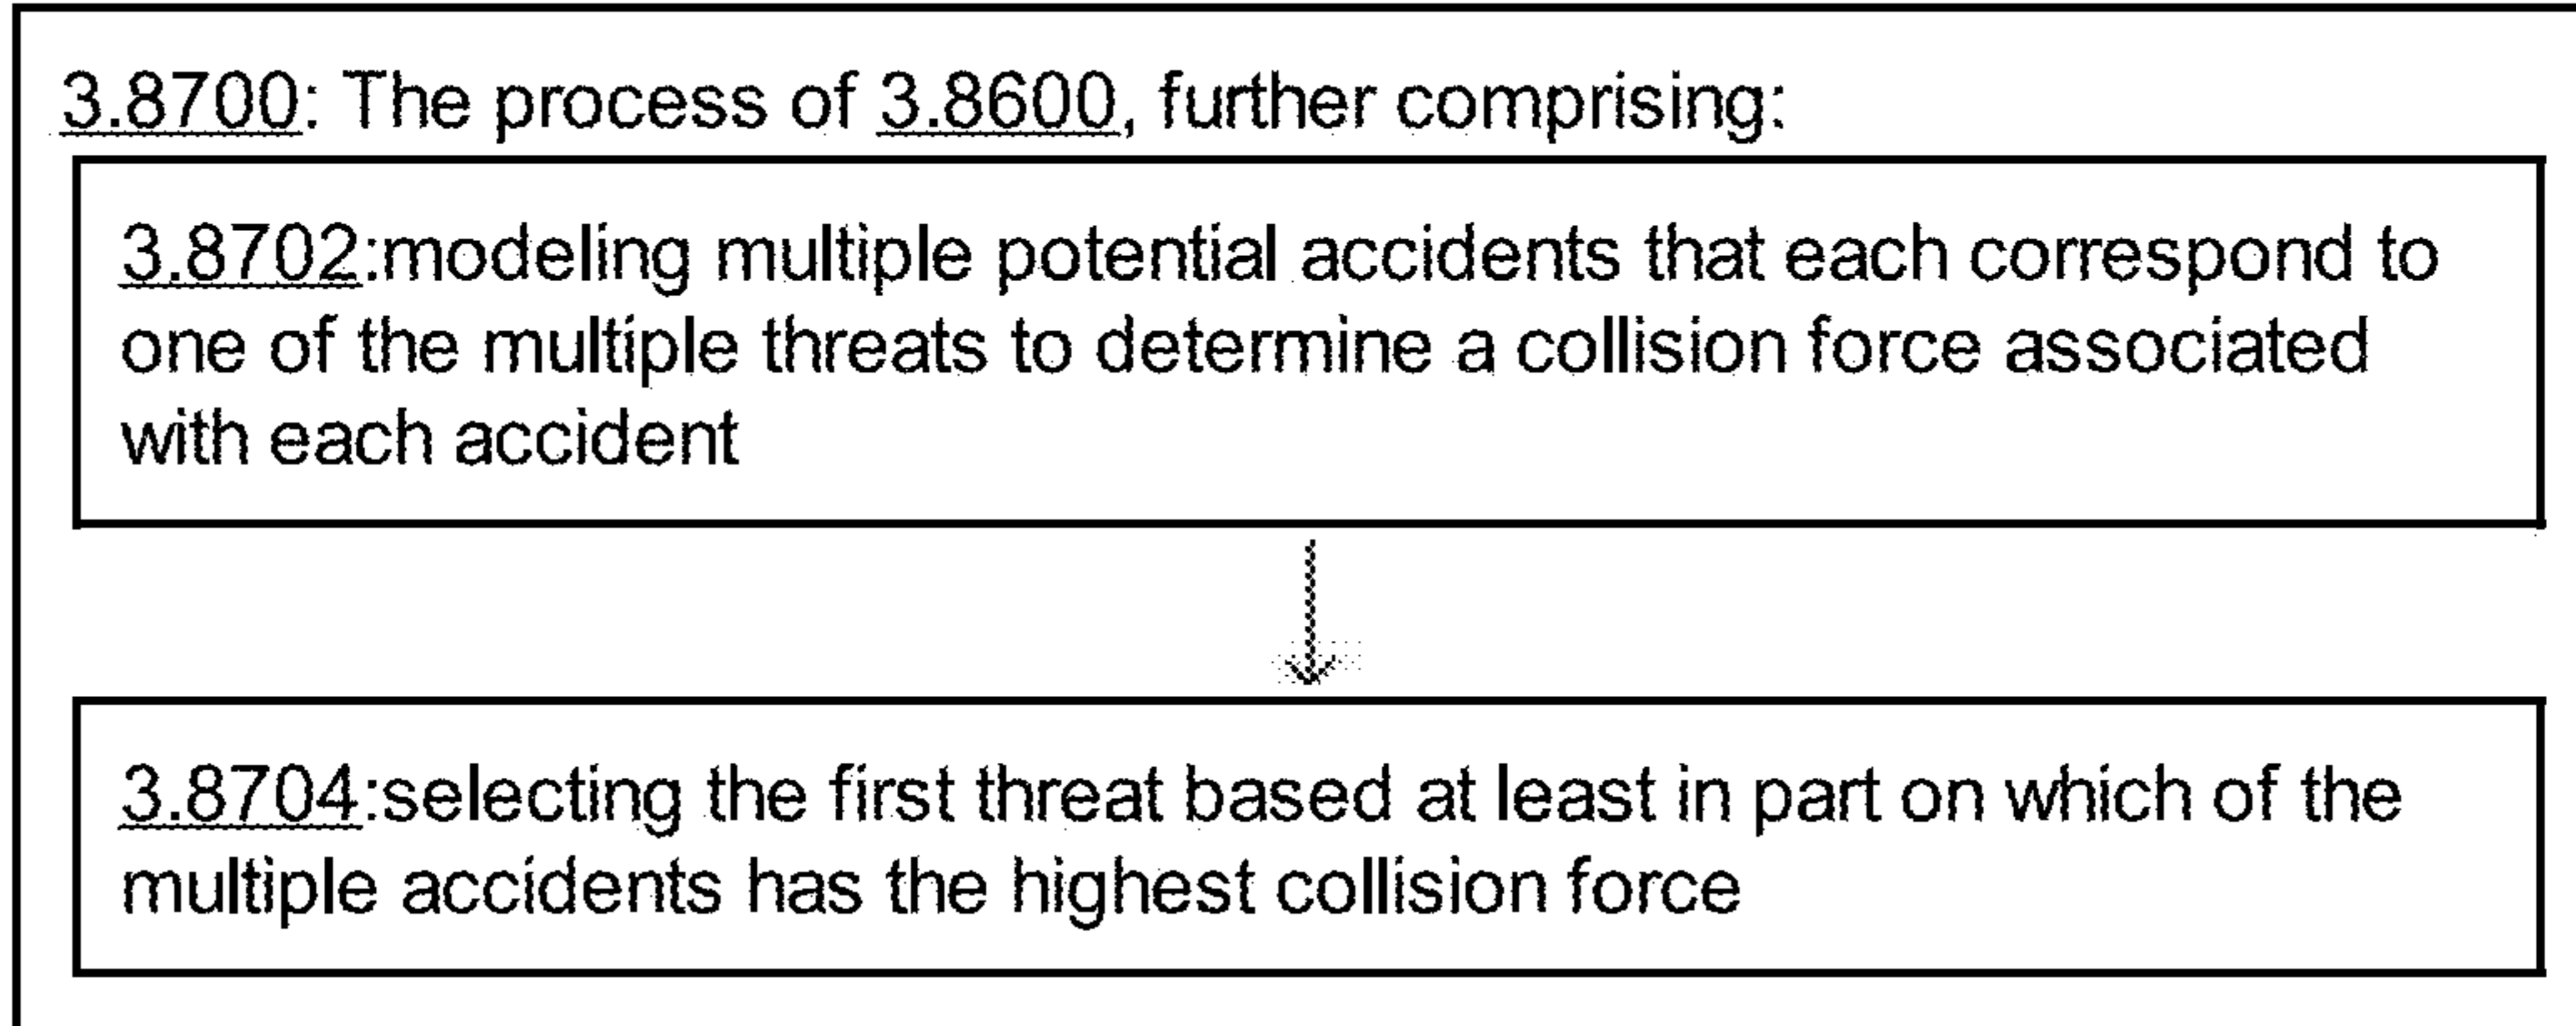 3.8700: The process of 3.8600, further comprising:
3.8702:modeling multiple potential accidents that each correspond to
one of the multiple threats to determine a collision force associated
with each accident
3.8704:selecting the first threat based at least in part on which of the
multiple accidents has the highest collision force